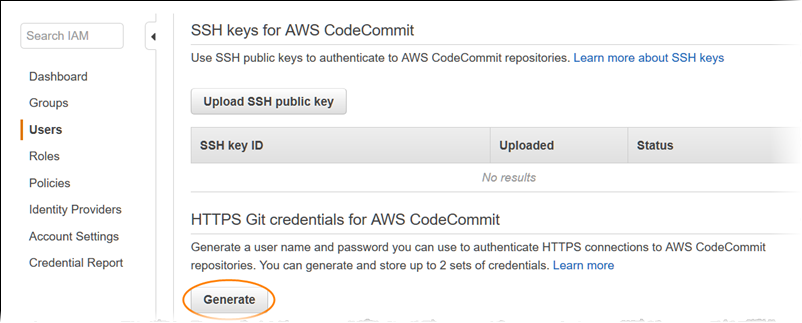 Search IAM
Dashboard
Groups
Users
Roles
Policies
Identity Providers
Account Settings
Credential Report
SSH keys for AWS CodeCommit
Use SSH public keys to authenticate to AWS CodeCommit repositories. Learn more about SSH keys
Upload SSH public key
SSH key ID Uploaded Status
No results
HTTPS Git credentials for AWS CodeCommit
Generate a user name and password you can use to authenticate HTTPS connections to AWS CodeCommit
repositories. You can generate and store up to 2 sets of credentials. Learn more
Generate